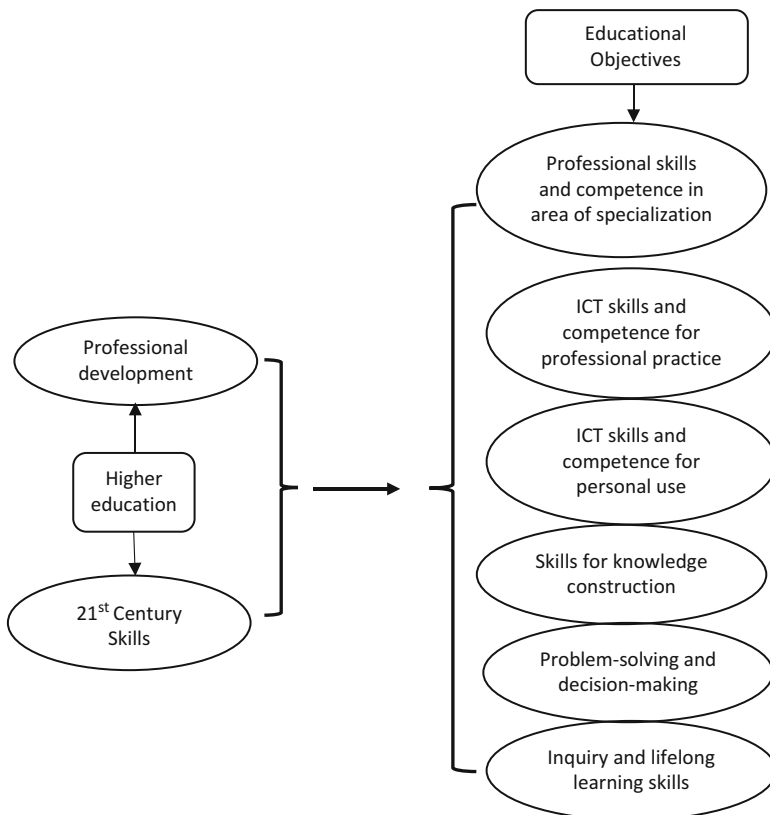 Educational
Objectives
Professional skills
and competence in
area of specialization
ICT skills and
competence for
professional practice
Professional
development
ICT skills and
competence for
personal use
Higher
education
Skills for knowledge
construction
21st Century
Skills
Problem-solving and
decision-making
Inquiry and lifelong
learning skills